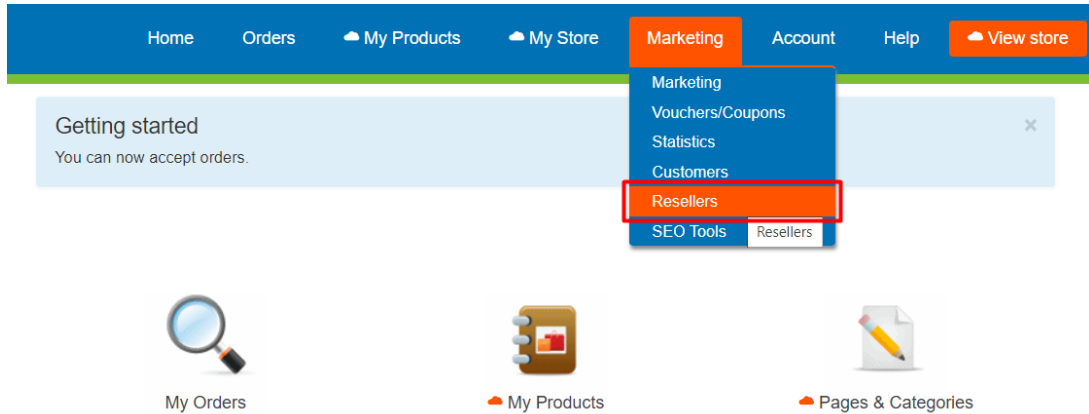 Home Orders My Products My Store Marketing Account Help View store
Marketing
Vouchers/Coupons
Statistics
Customers
Resellers
SEO Tools
Resellers
Getting started
×
You can now accept orders.
My Orders
My Products
Pages & Categories